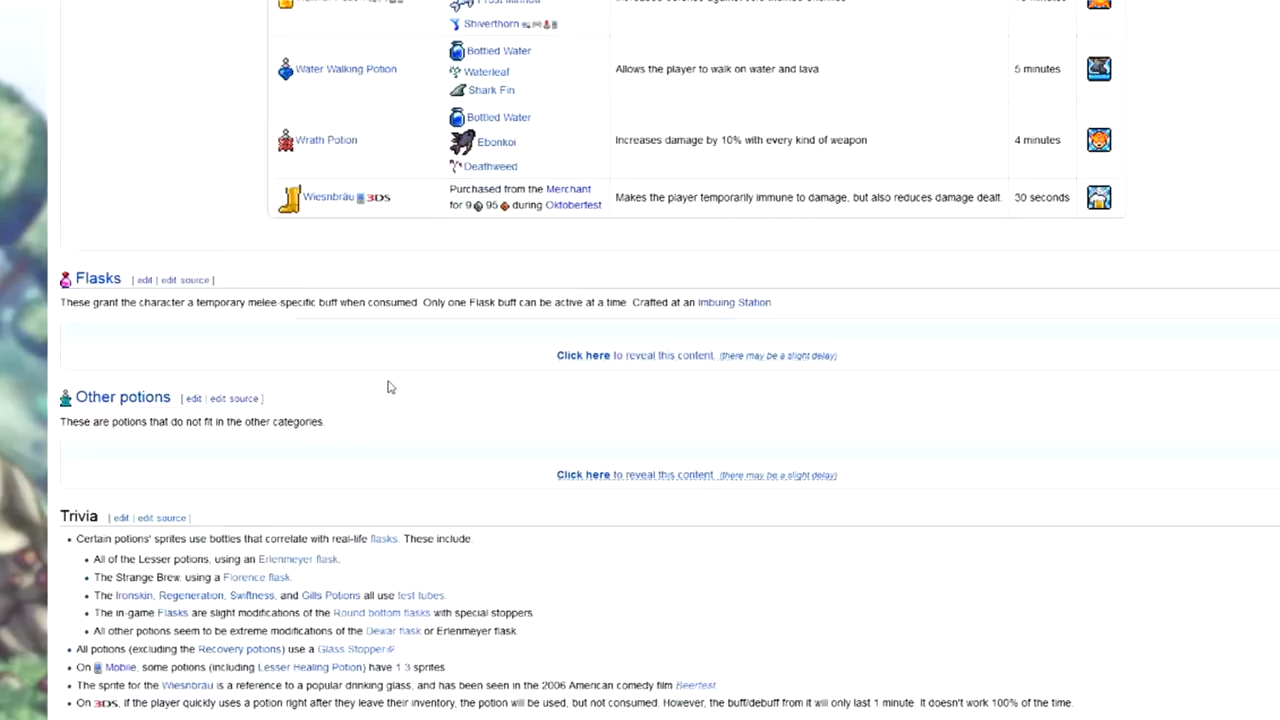 Shiverthorn
Bottled Water
Water Walking Potion
Waterleaf
Allows the player to walk on water and lava
5 minutes
Shark Fin
Bottled Water
Wrath Potion
Ebonkoi
Increases damage by 10% with every kind of weapon
4 minutes
Deathweed
Wiesnbräu 3DS
Purchased from the Merchant
for 9 95 during Oktoberfest
Makes the player temporarily immune to damage, but also reduces damage dealt.
30 seconds
Flasks [ edit | edit source ]
These grant the character a temporary melee-specific buff when consumed. Only one Flask buff can be active at a time. Crafted at an Imbuing Station
Click here to reveal this content. (there may be a slight delay)
Other potions [ edit | edit source ]
These are potions that do not fit in the other categories.
Click here to reveal this content. (there may be a slight delay)
Trivia [ edit | edit source ]
• Certain potions' sprites use bottles that correlate with real-life flasks. These include:
• All of the Lesser potions, using an Erlenmeyer flask.
• The Strange Brew, using a Florence flask.
• The Ironskin, Regeneration, Swiftness, and Gills Potions all use test tubes.
• The in-game Flasks are slight modifications of the Round bottom flasks with special stoppers
• All other potions seem to be extreme modifications of the Dewar flask or Erlenmeyer flask
• All potions (excluding the Recovery potions) use a Glass Stopper
• On Mobile, some potions (including Lesser Healing Potion) have 1.3 sprites
• The sprite for the Wiesnbräu is a reference to a popular drinking glass, and has been seen in the 2006 American comedy film Beerfest.
• On 3DS, if the player quickly uses a potion right after they leave their inventory, the potion will be used, but not consumed. However, the buff/debuff from it will only last 1 minute. It doesn't work 100% of the time.